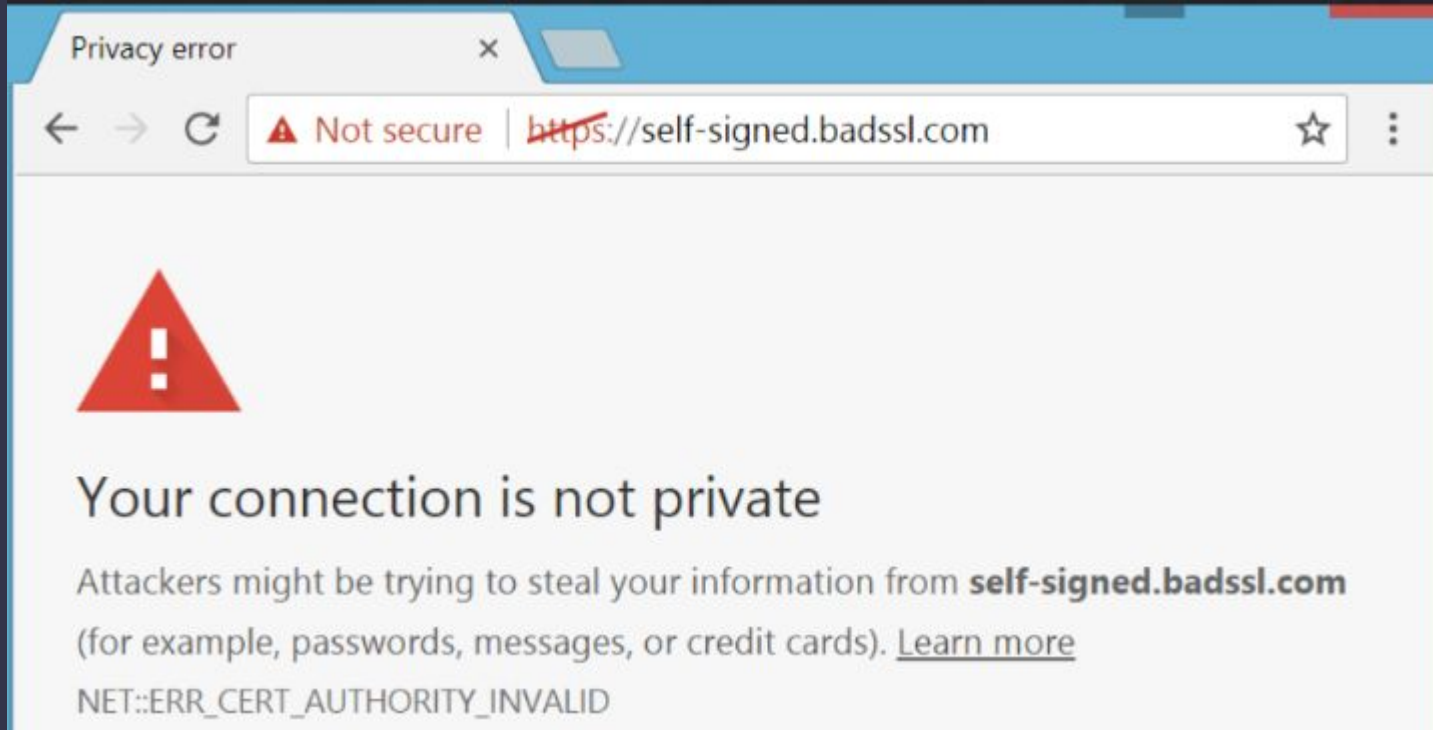 Privacy error
Not secure | https://self-signed.badssl.com
Your connection is not private
Attackers might be trying to steal your information from self-signed.badssl.com
(for example, passwords, messages, or credit cards). Learn more
NET::ERR_CERT_AUTHORITY_INVALID